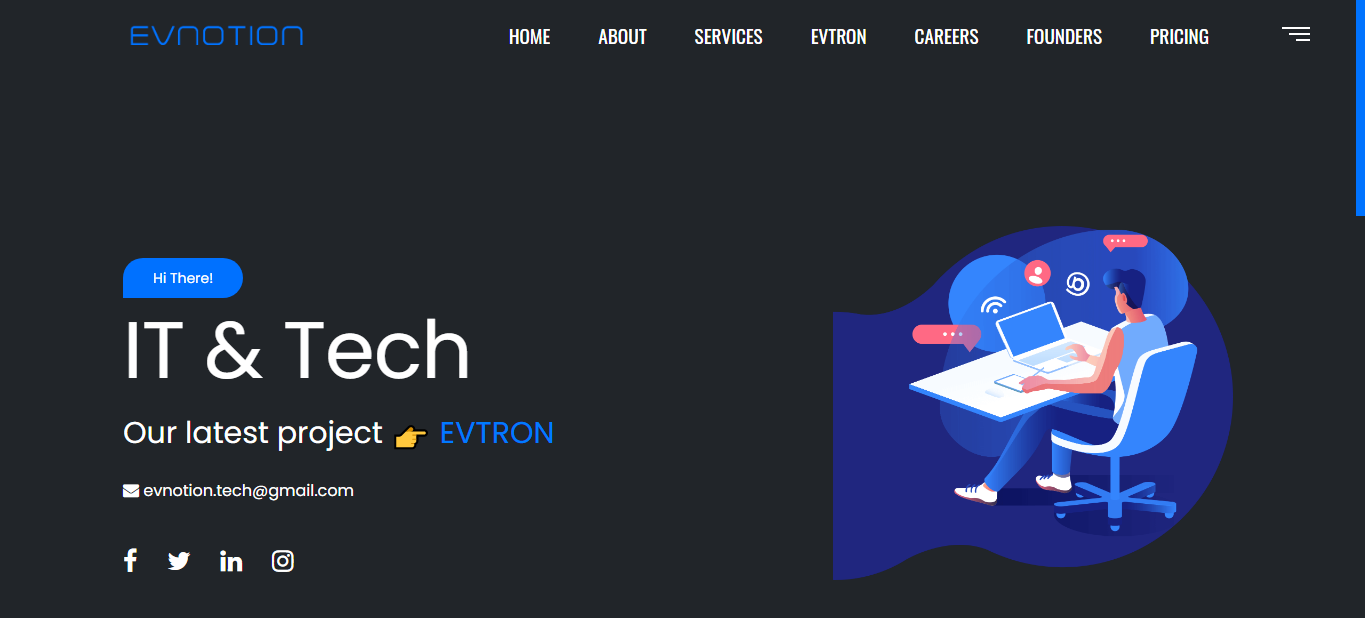 EVNOTION
HOME ABOUT SERVICES EVTRON CAREERS FOUNDERS PRICING
Hi There!
IT & Tech
Our latest project 👉 EVTRON
evnotion.tech@gmail.com